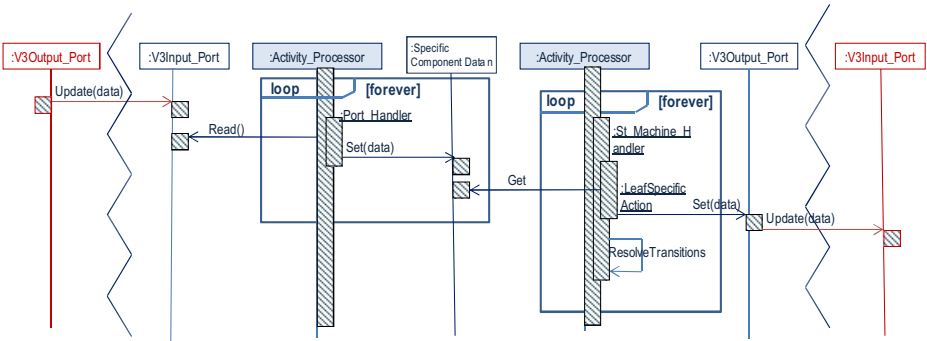 :V3Output_Port
:V3Input_Port
:Activity_Processor
:Specific
Component Data n
:Activity_Processor
:V3Output_Port
:V3Input_Port
loop
[forever]
loop
[forever]
Update(data)
:Port_Handler
Read()
:St_Machine_H
andler
Set(data)
Get
:LeafSpecific
Action
Set(data)
Update(data)
ResolveTransitions